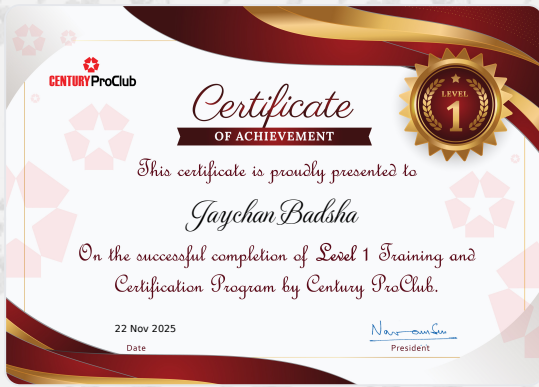 CENTURY ProClub
Certificate
OF ACHIEVEMENT
LEVEL
1
This certificate is proudly presented to
Jaychan Badsha
On the successful completion of Level 1 Training and
Certification Program by Century ProClub.
22 Nov 2025
Date
President